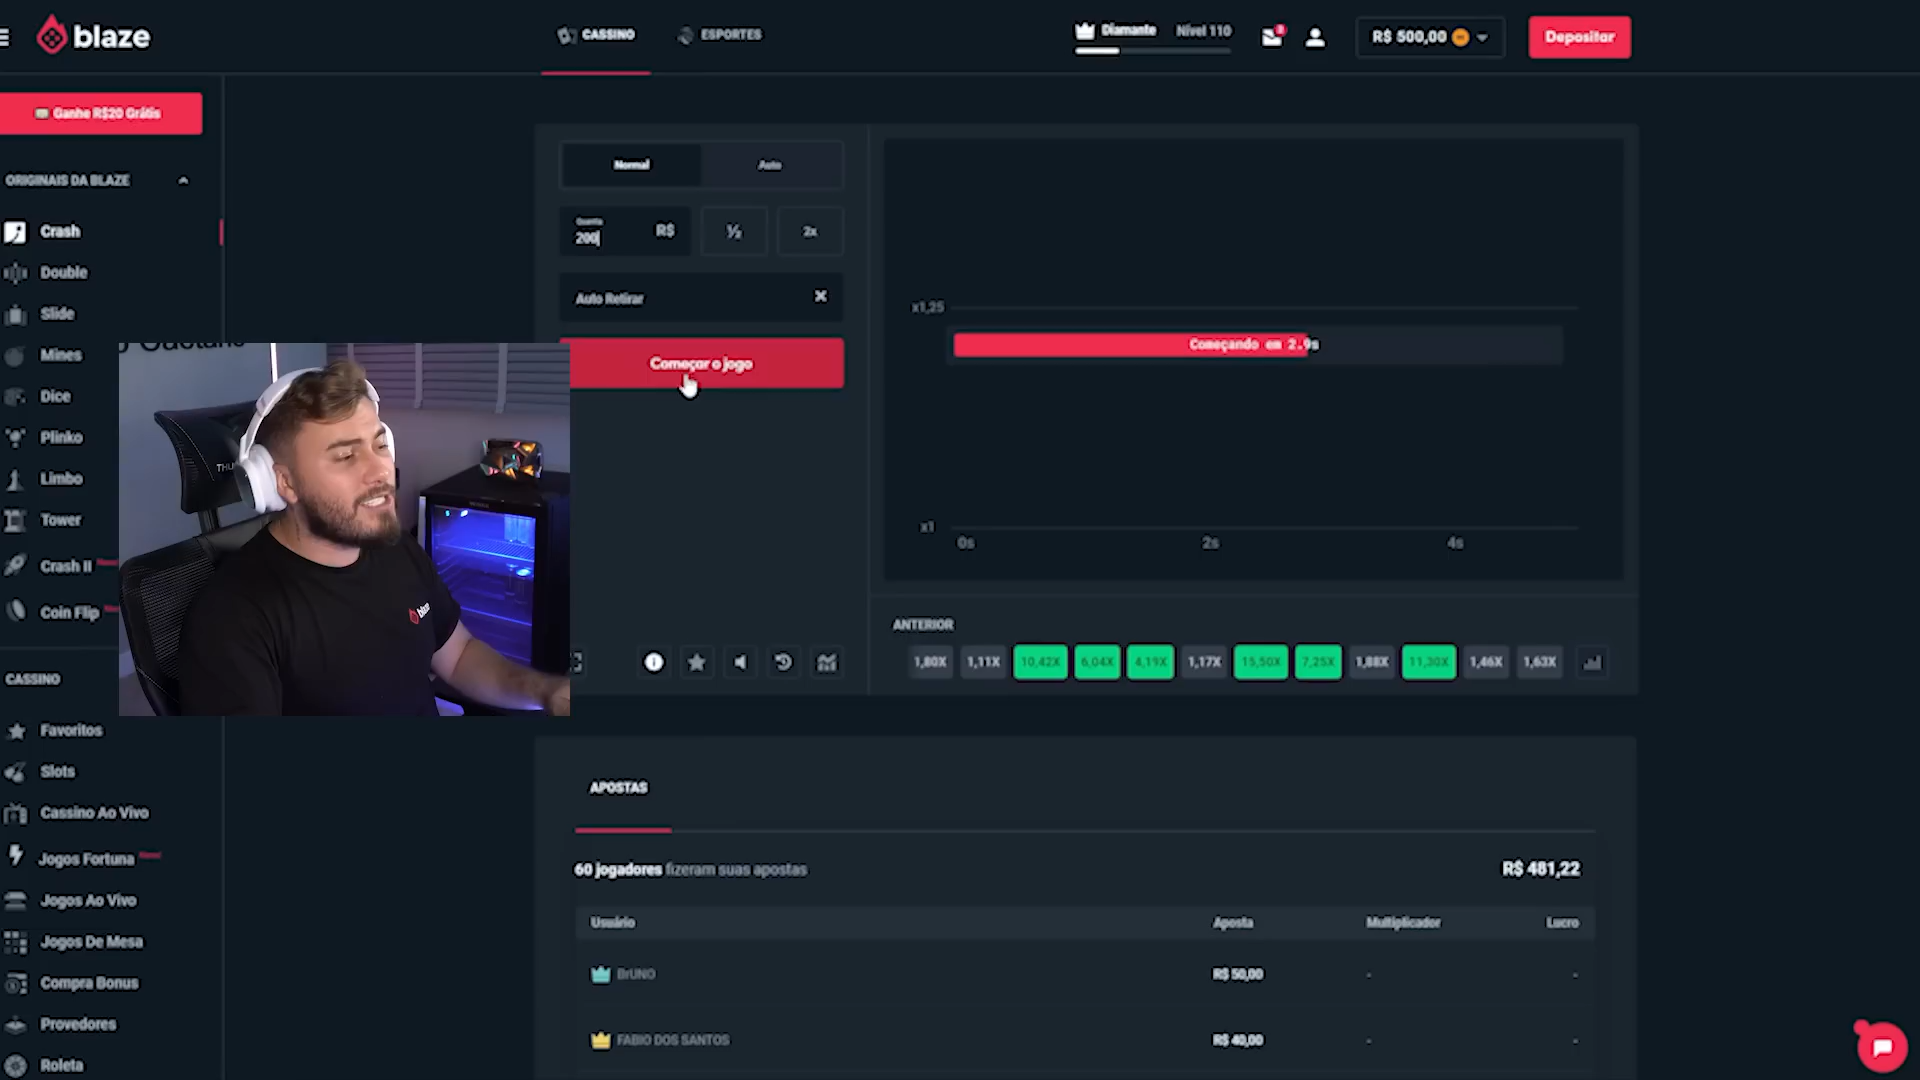 blaze
CASSINO
ESPORTES
Diamante
Nível 110
R$ 500,00
Depositar
Ganhe R$20 Grátis
ORIGINAIS DA BLAZE
Crash
Double
Slide
Mines
Dice
Plinko
Limbo
Tower
Crash II
Coin Flip
CASSINO
Favoritos
Slots
Cassino Ao Vivo
Jogos Fortuna
Jogos Ao Vivo
Jogos De Mesa
Compra Bonus
Provedores
Roleta
Normal
Auto
Quantia
200
R$
½
2x
Auto Retirar
Começar o jogo
blaze
x1,25
Começando em 2.9s
x1
0s
2s
4s
ANTERIOR
1,80X
1,11X
10,42X
6,04X
4,19X
1,17X
15,50X
7,25X
1,88X
11,30X
1,46X
1,63X
APOSTAS
60 jogadores fizeram suas apostas
R$ 481,22
Usuário
Aposta
Multiplicador
Lucro
BrUNO
R$ 50,00
-
-
FABIO DOS SANTOS
R$ 40,00
-
-